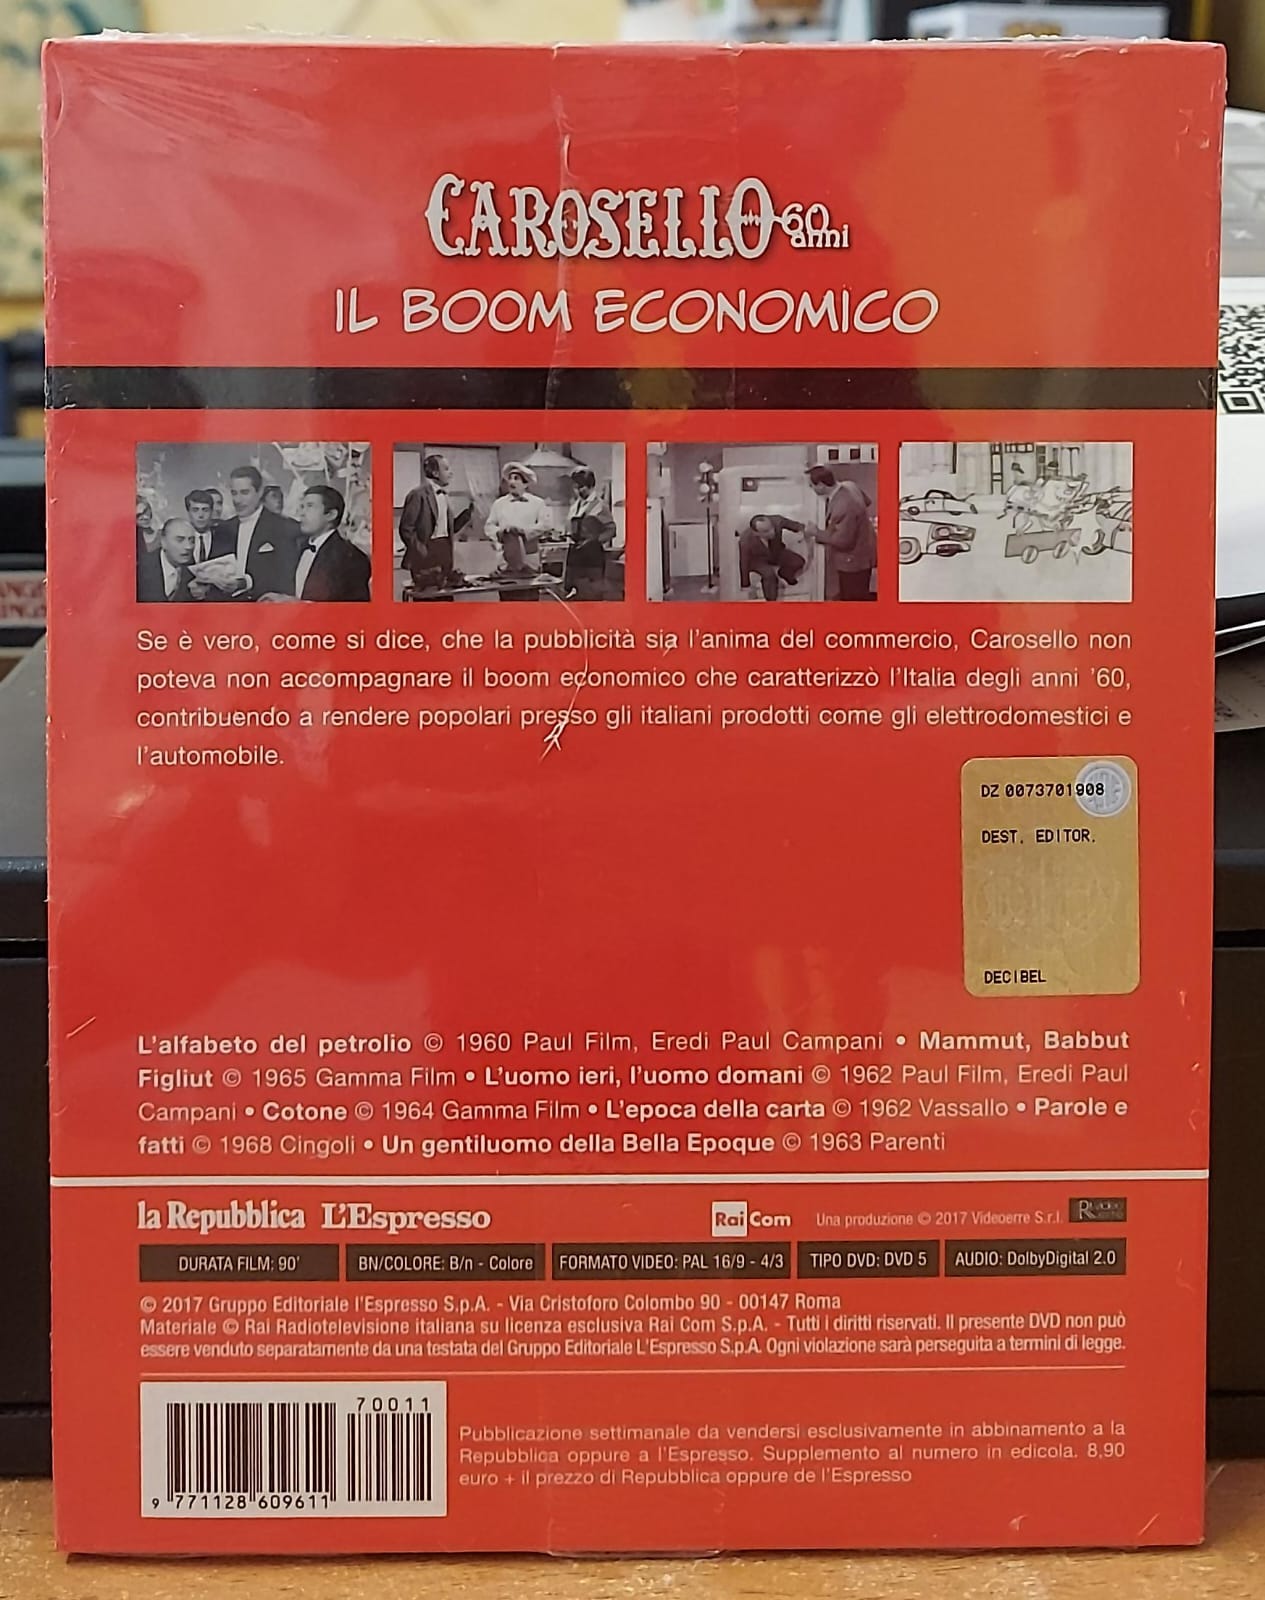 CAROSELLO 60 anni
IL BOOM ECONOMICO
Se è vero, come si dice, che la pubblicità sia l'anima del commercio, Carosello non
poteva non accompagnare il boom economico che caratterizzò l'Italia degli anni '60,
contribuendo a rendere popolari presso gli italiani prodotti come gli elettrodomestici e
l'automobile.
DZ 0073701908
DEST. EDITOR.
DECIBEL
L'alfabeto del petrolio © 1960 Paul Film, Eredi Paul Campani • Mammut, Babbut
Figliut © 1965 Gamma Film • L'uomo ieri, l'uomo domani © 1962 Paul Film, Eredi Paul
Campani • Cotone © 1964 Gamma Film • L'epoca della carta © 1962 Vassallo • Parole e
fatti © 1968 Cingoli • Un gentiluomo della Bella Epoque © 1963 Parenti
la Repubblica L'Espresso Rai Com Una produzione © 2017 Videoerre S.r.l.
DURATA FILM: 90' BN/COLORE: B/n - Colore FORMATO VIDEO: PAL 16/9 - 4/3 TIPO DVD: DVD 5 AUDIO: DolbyDigital 2.0
© 2017 Gruppo Editoriale l'Espresso S.p.A. - Via Cristoforo Colombo 90 - 00147 Roma
Materiale © Rai Radiotelevisione italiana su licenza esclusiva Rai Com S.p.A. - Tutti i diritti riservati. Il presente DVD non può
essere venduto separatamente da una testata del Gruppo Editoriale L'Espresso S.p.A. Ogni violazione sarà perseguita a termini di legge.
70011
9 771128 609611
Pubblicazione settimanale da vendersi esclusivamente in abbinamento a la
Repubblica oppure a l'Espresso. Supplemento al numero in edicola. 8,90
euro + il prezzo di Repubblica oppure de l'Espresso